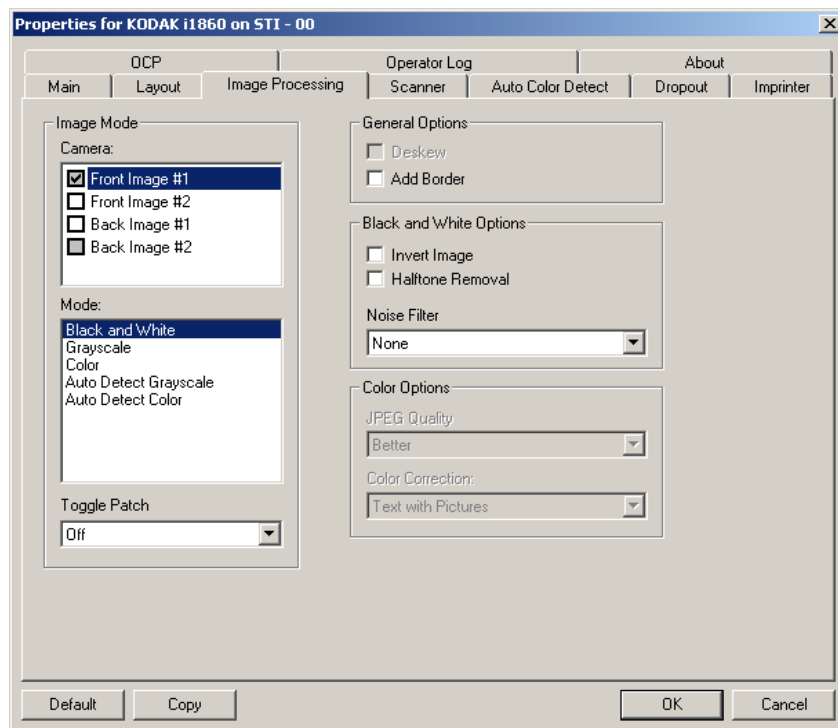 Properties for KODAK i1860 on STI - 00
OCP
Operator Log
About
Main
Layout
Image Processing
Scanner
Auto Color Detect
Dropout
Imprinter
Image Mode
Camera:
Front Image #1
Front Image #2
Back Image #1
Back Image #2
Mode:
Black and White
Grayscale
Color
Auto Detect Grayscale
Auto Detect Color
Toggle Patch
Off
General Options
Deskew
Add Border
Black and White Options
Invert Image
Halftone Removal
Noise Filter
None
Color Options
JPEG Quality
Better
Color Correction:
Text with Pictures
Default
Copy
OK
Cancel